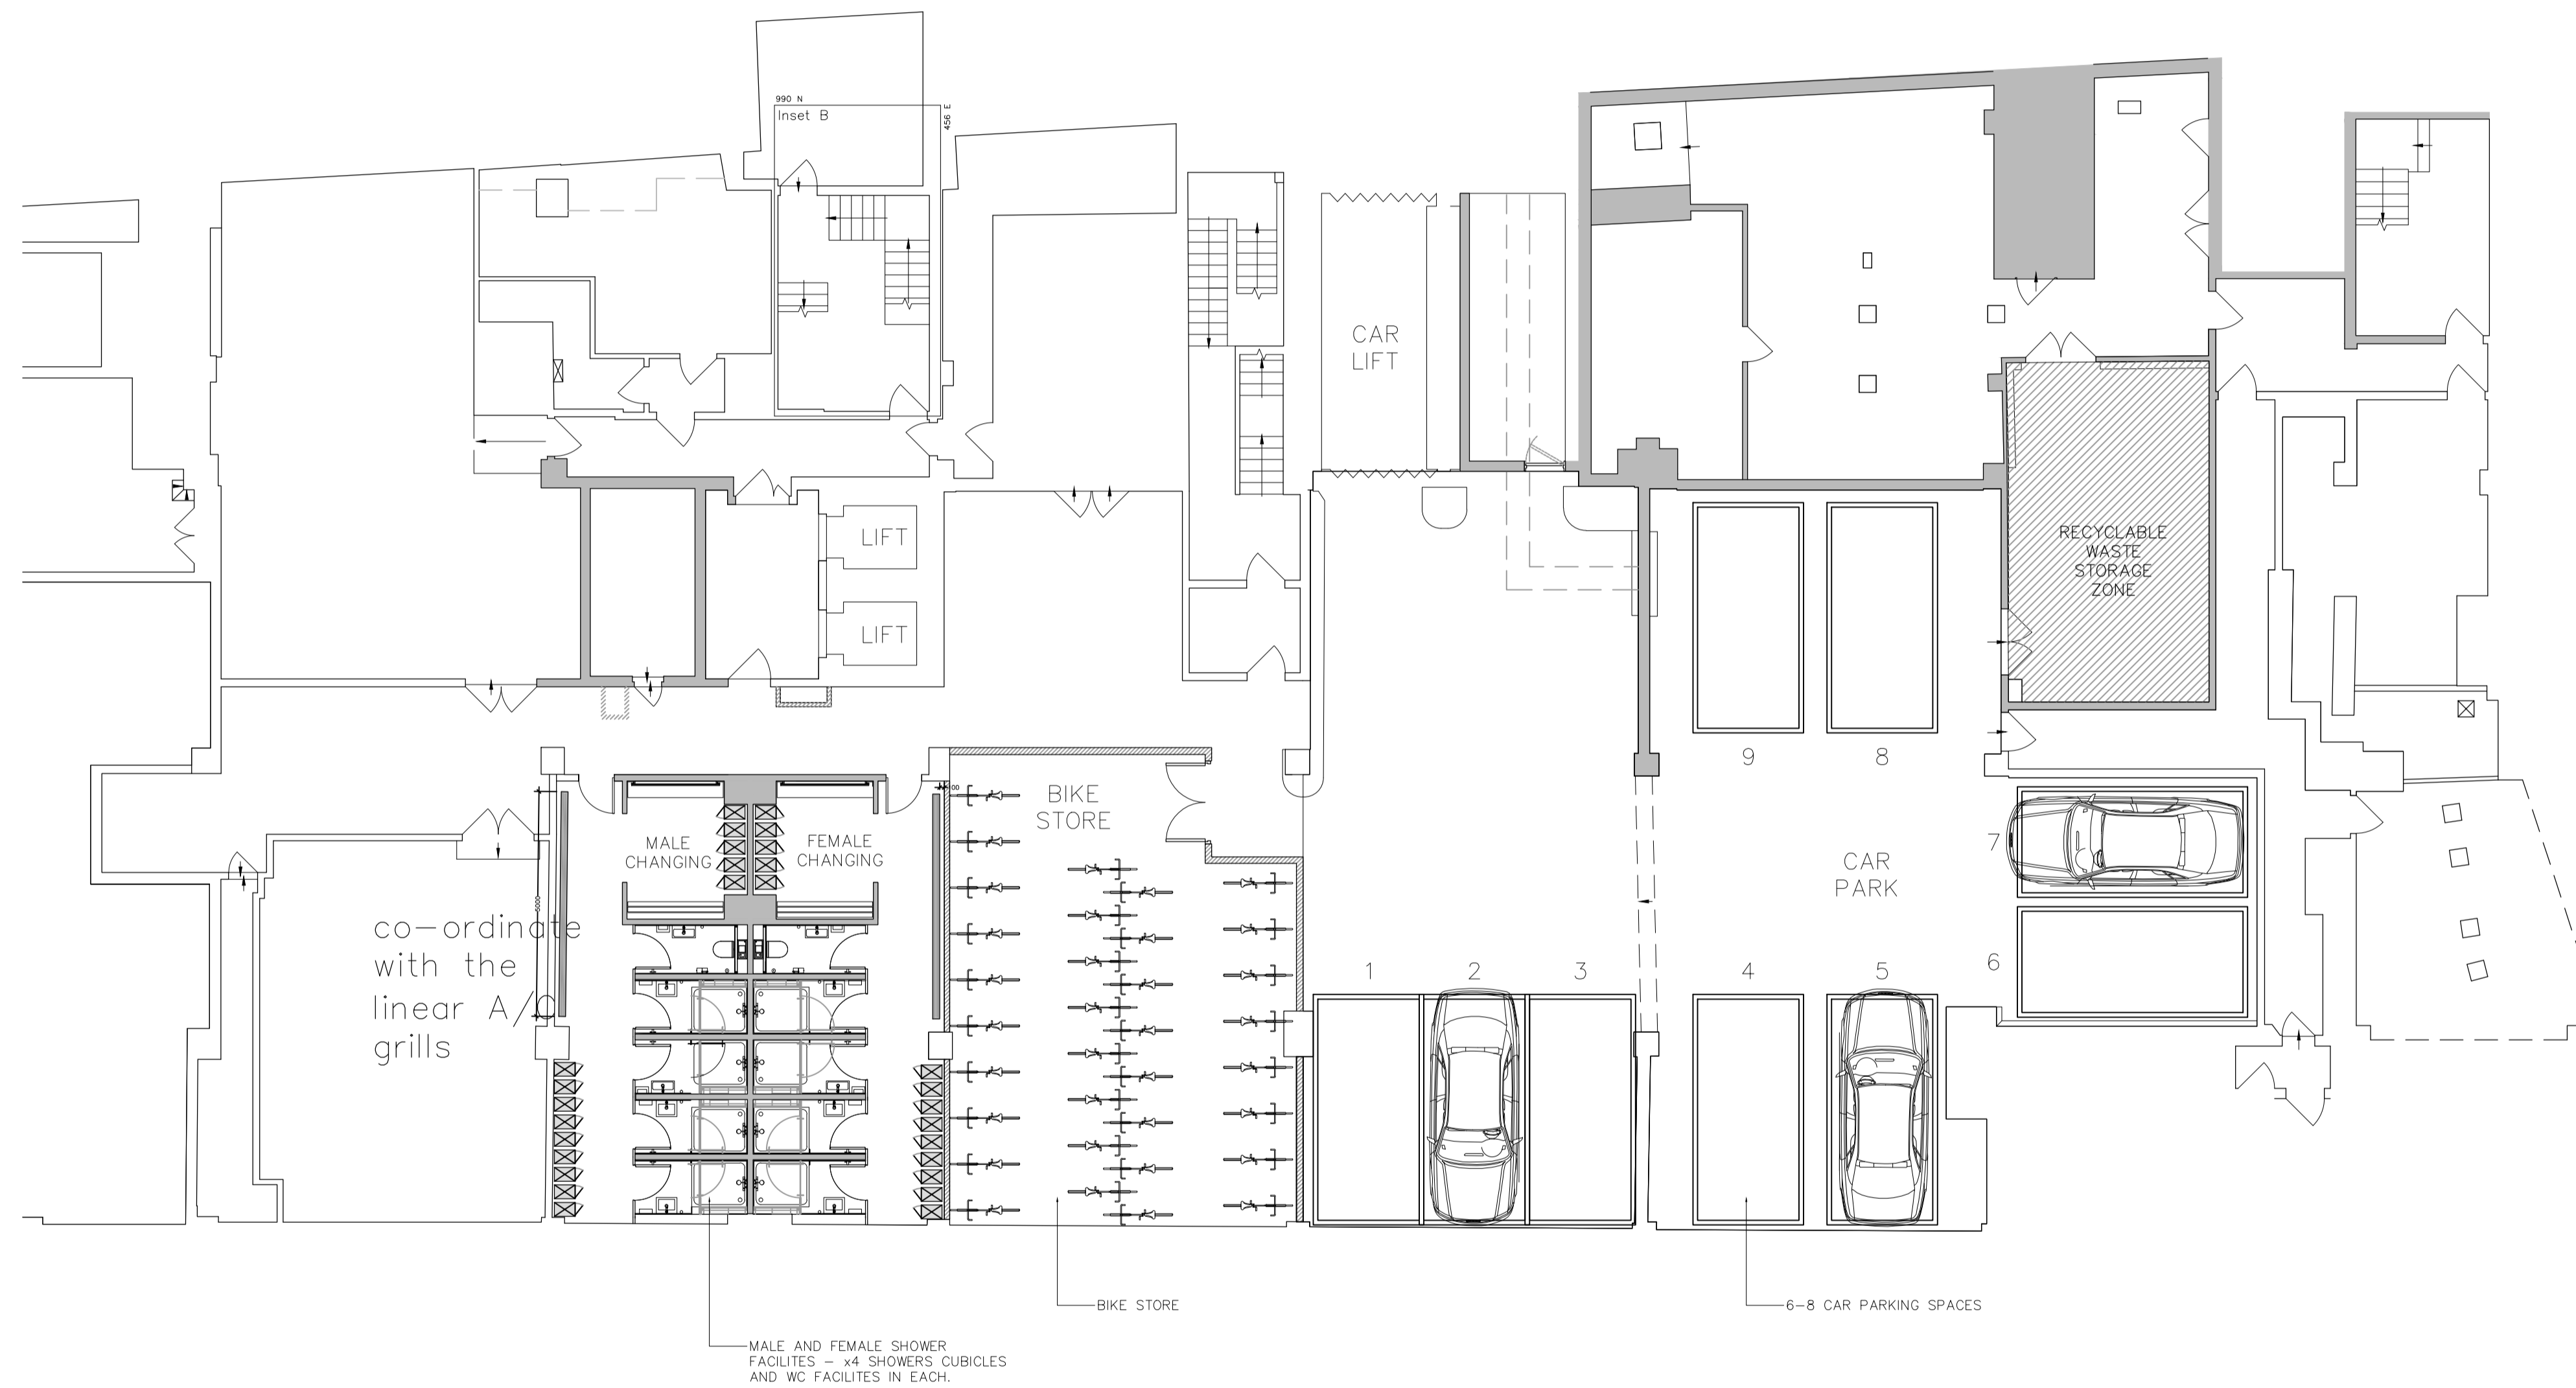 990 N
Inset B
456 E
CAR
LIFT
LIFT
LIFT
RECYCLABLE
WASTE
STORAGE
ZONE
9
8
BIKE
STORE
MALE
CHANGING
FEMALE
CHANGING
7
CAR
PARK
co-ordinate
with the
linear A/C
grills
6
1
2
3
4
5
BIKE STORE
6-8 CAR PARKING SPACES
MALE AND FEMALE SHOWER
FACILITES - x4 SHOWERS CUBICLES
AND WC FACILITES IN EACH.